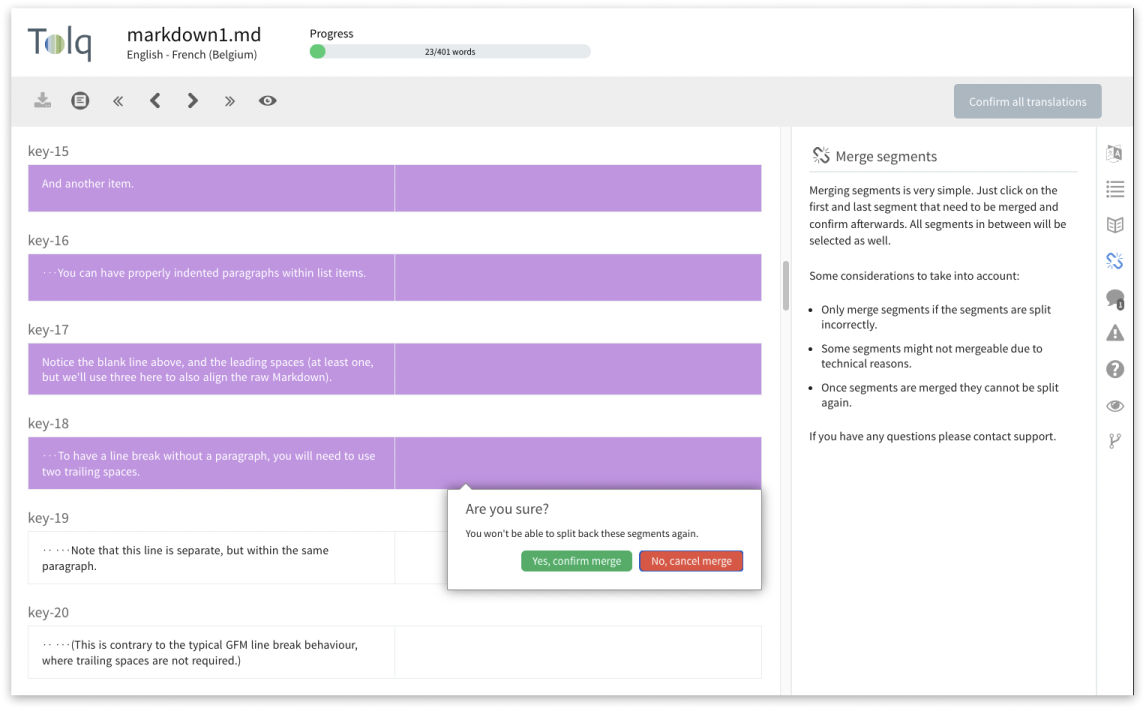 Tolq
markdown1.md
English - French (Belgium)
Progress
23/401 words
Confirm all translations
key-15
And another item.
key-16
···You can have properly indented paragraphs within list items.
key-17
Notice the blank line above, and the leading spaces (at least one,
but we'll use three here to also align the raw Markdown).
key-18
···To have a line break without a paragraph, you will need to use
two trailing spaces.
Are you sure?
You won't be able to split back these segments again.
Yes, confirm merge
No, cancel merge
key-19
·· ···Note that this line is separate, but within the same
paragraph.
key-20
·· ···(This is contrary to the typical GFM line break behaviour,
where trailing spaces are not required.)
Merge segments
Merging segments is very simple. Just click on the
first and last segment that need to be merged and
confirm afterwards. All segments in between will be
selected as well.
Some considerations to take into account:
• Only merge segments if the segments are split
incorrectly.
• Some segments might not mergeable due to
technical reasons.
• Once segments are merged they cannot be split
again.
If you have any questions please contact support.
A
1
?